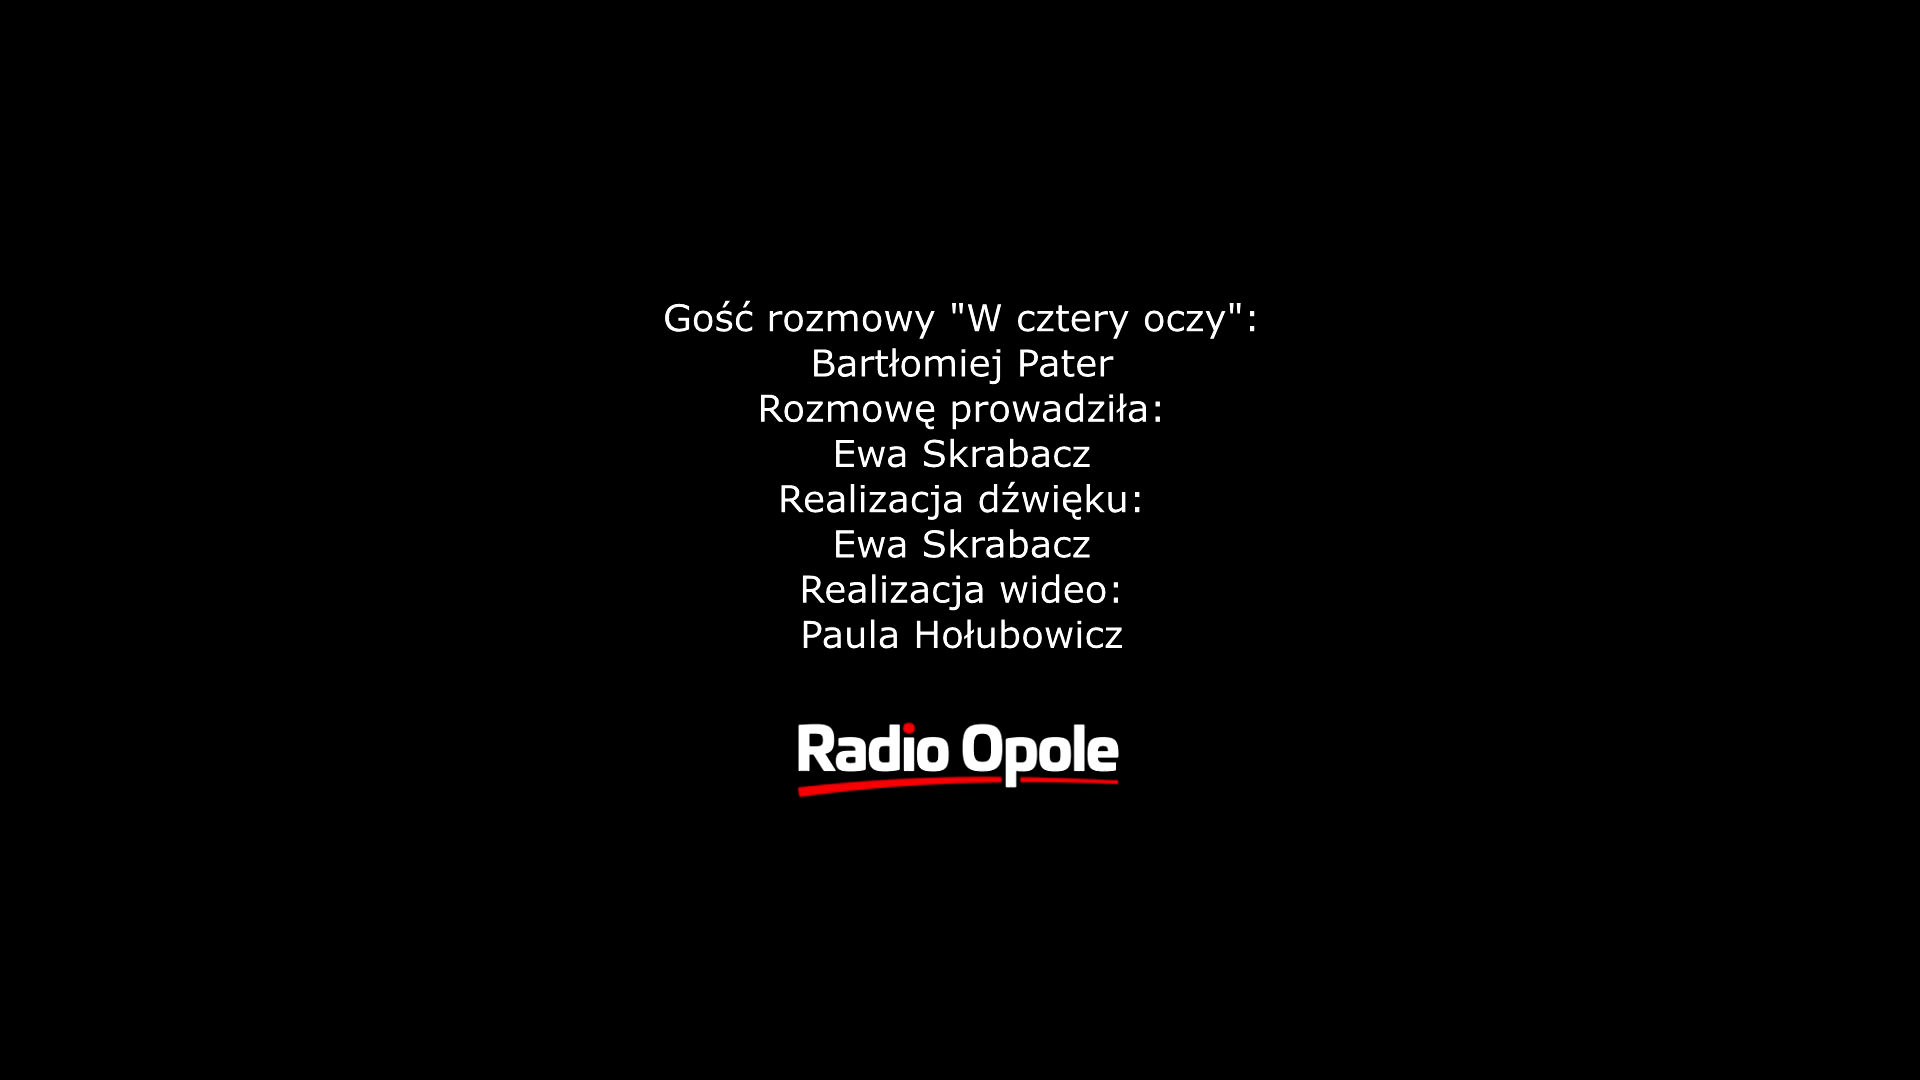 Gość rozmowy "W cztery oczy":
Bartłomiej Pater
Rozmowę prowadziła:
Ewa Skrabacz
Realizacja dźwięku:
Ewa Skrabacz
Realizacja wideo:
Paula Hołubowicz
Radio Opole